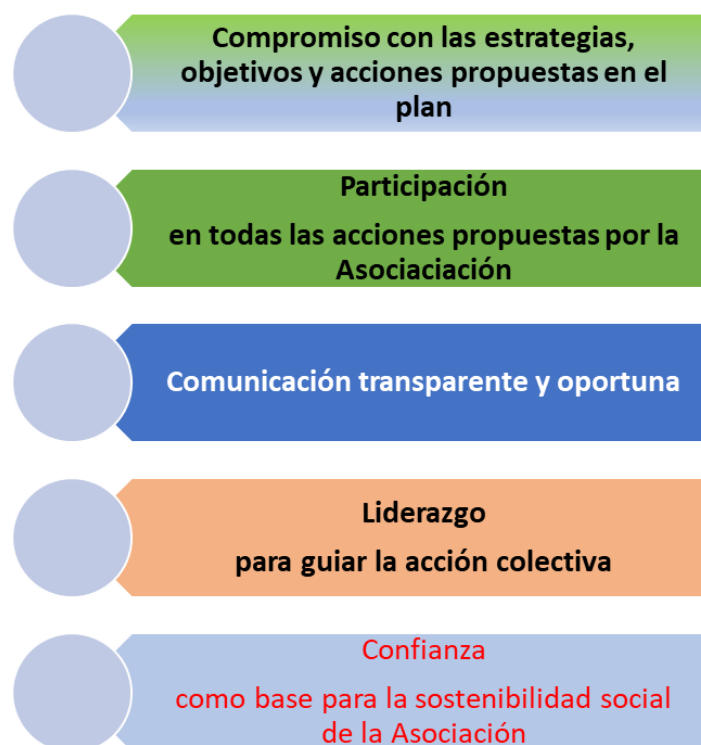 Compromiso con las estrategias,
objetivos y acciones propuestas en el
plan
Participación
en todas las acciones propuestas por la
Asociaciación
Comunicación transparente y oportuna
Liderazgo
para guiar la acción colectiva
Confianza
como base para la sostenibilidad social
de la Asociación